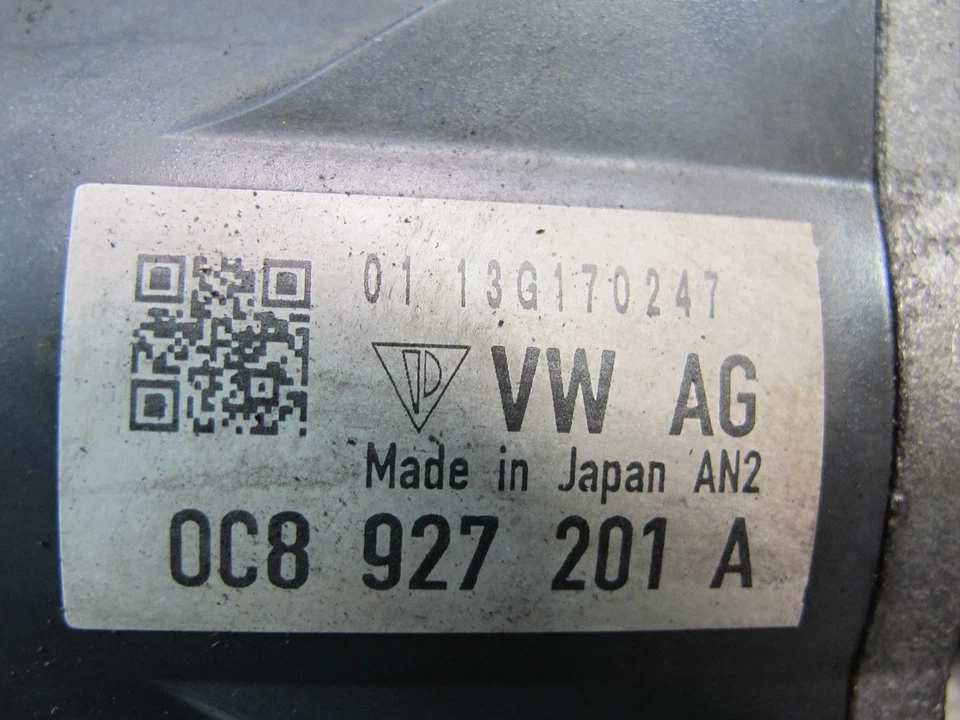 01 13G170247
VW AG
Made in Japan AN2
0C8 927 201 A